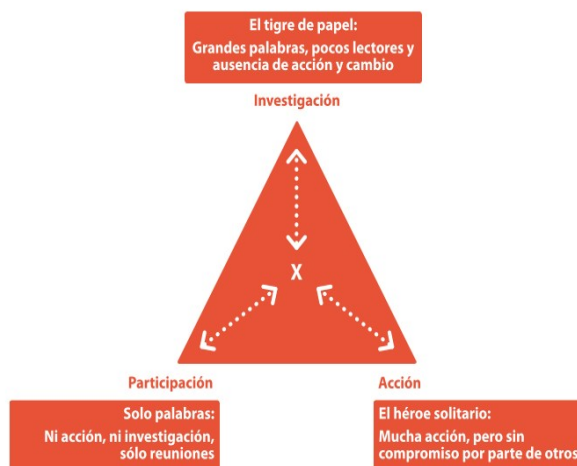 El tigre de papel:
Grandes palabras, pocos lectores y
ausencia de acción y cambio
Investigación
X
Participación
Acción
Solo palabras:
Ni acción, ni investigación,
sólo reuniones
El héroe solitario:
Mucha acción, pero sin
compromiso por parte de otros